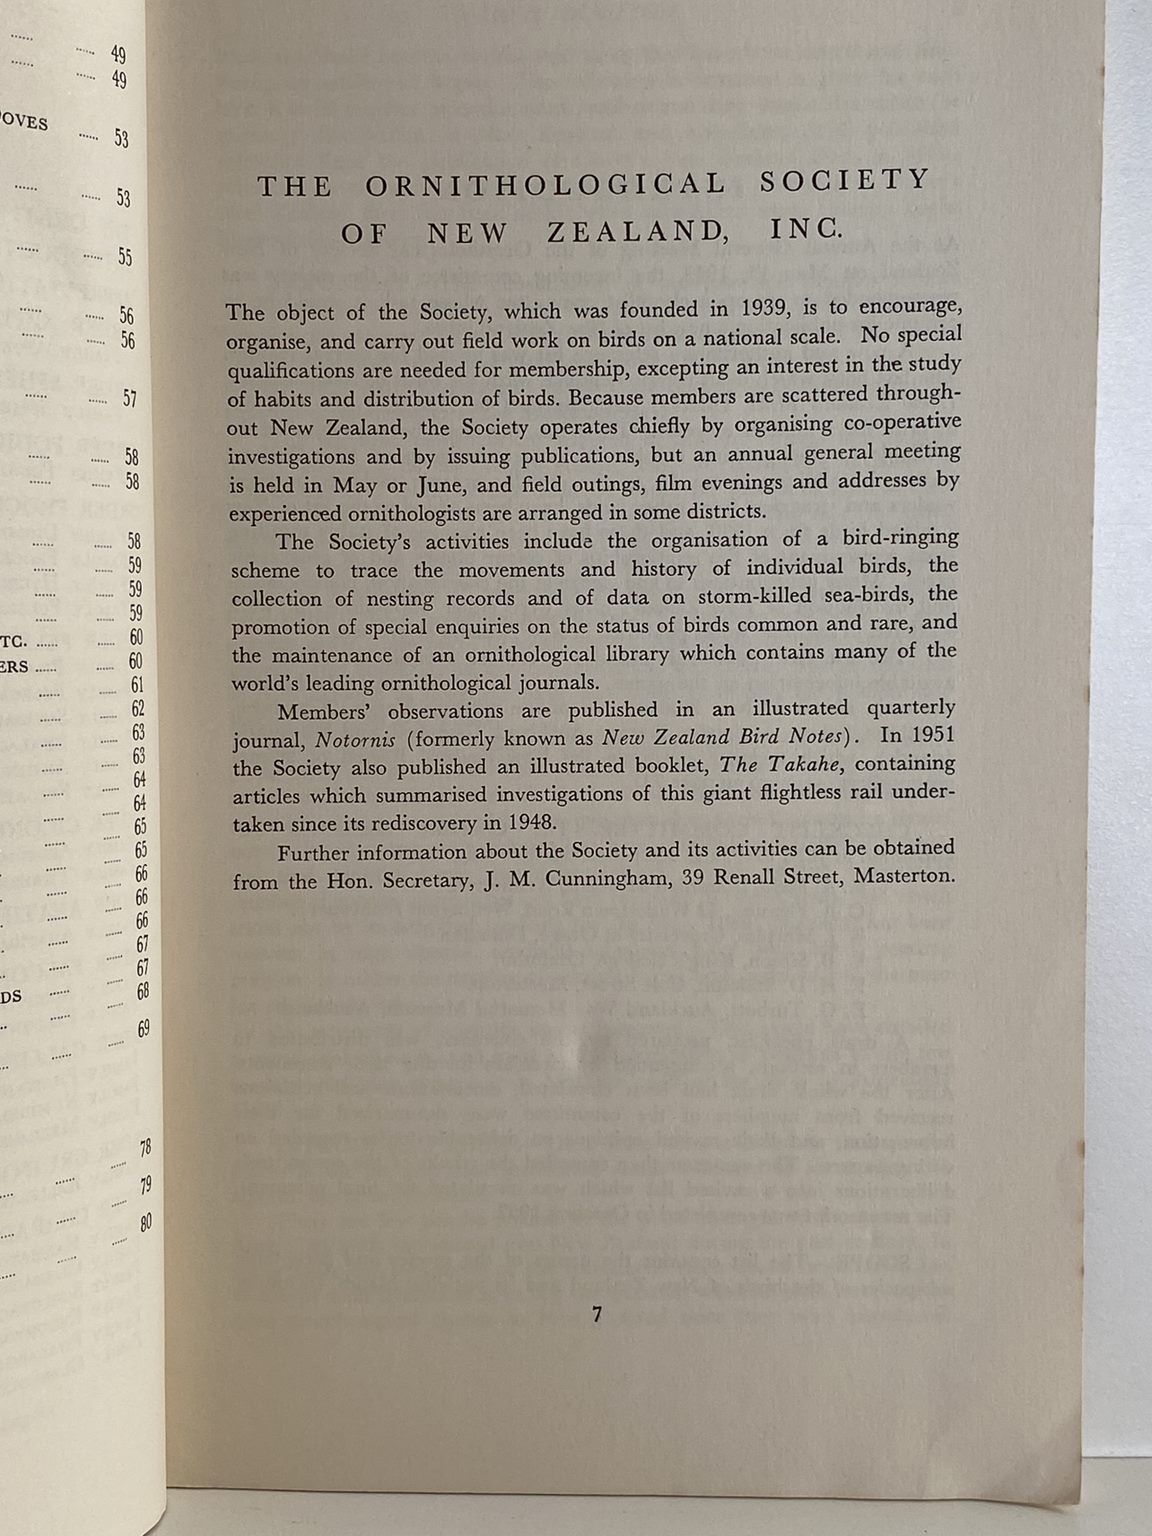 ...... ...... 49
...... ...... 49
OVES ...... 53
...... ...... 53
...... ...... 55
...... ...... 56
...... ...... 56
...... ...... 57
...... ...... 58
...... ...... 58
...... ...... 58
...... ...... 59
...... ...... 59
...... ...... 59
TC. ...... ...... 60
ERS ...... ...... 60
...... ...... 61
...... ...... 62
...... ...... 63
...... ...... 63
...... ...... 64
...... ...... 64
...... ...... 65
...... ...... 65
...... ...... 66
...... ...... 66
...... ...... 66
...... ...... 67
...... ...... 67
DS ...... ...... 68
...... ...... 69
...... 78
...... ...... 79
...... ...... 80
THE ORNITHOLOGICAL SOCIETY
OF NEW ZEALAND, INC.
The object of the Society, which was founded in 1939, is to encourage,
organise, and carry out field work on birds on a national scale. No special
qualifications are needed for membership, excepting an interest in the study
of habits and distribution of birds. Because members are scattered through-
out New Zealand, the Society operates chiefly by organising co-operative
investigations and by issuing publications, but an annual general meeting
is held in May or June, and field outings, film evenings and addresses by
experienced ornithologists are arranged in some districts.
The Society's activities include the organisation of a bird-ringing
scheme to trace the movements and history of individual birds, the
collection of nesting records and of data on storm-killed sea-birds, the
promotion of special enquiries on the status of birds common and rare, and
the maintenance of an ornithological library which contains many of the
world's leading ornithological journals.
Members' observations are published in an illustrated quarterly
journal, Notornis (formerly known as New Zealand Bird Notes). In 1951
the Society also published an illustrated booklet, The Takahe, containing
articles which summarised investigations of this giant flightless rail under-
taken since its rediscovery in 1948.
Further information about the Society and its activities can be obtained
from the Hon. Secretary, J. M. Cunningham, 39 Renall Street, Masterton.
7